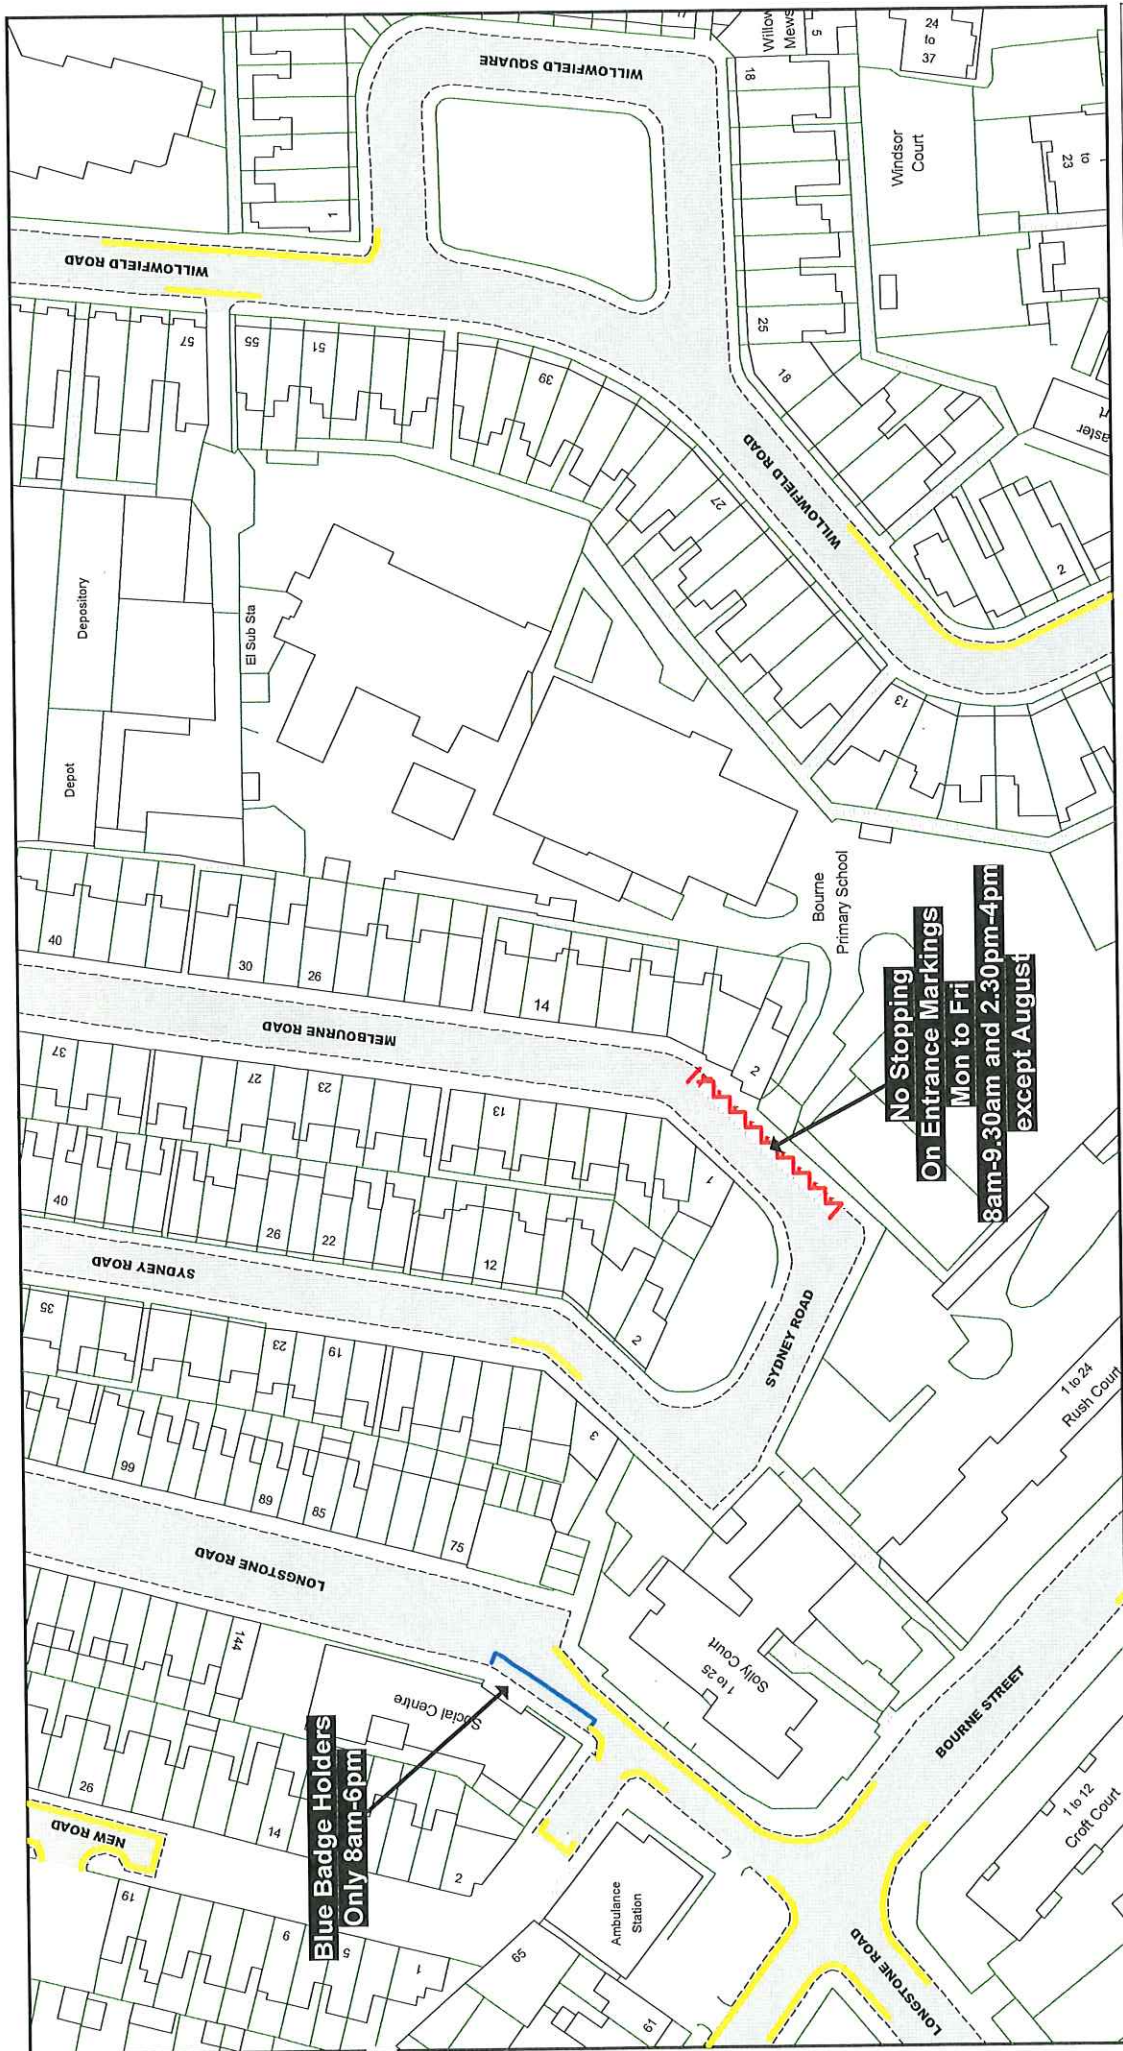 WILLOWFIELD SQUARE
Willow
Mews
5
24
to
37
18
Windsor
Court
to
23
1
WILLOWFIELD ROAD
57
55
51
39
25
18
WILLOWFIELD ROAD
27
2
13
Depository
El Sub Sta
Depot
Bourne
Primary School
40
30
26
14
2
MELBOURNE ROAD
37
27
23
13
1
No Stopping
On Entrance Markings
Mon to Fri
8am-9.30am and 2.30pm-4pm
except August
40
26
22
12
2
SYDNEY ROAD
SYDNEY ROAD
35
23
19
3
99
89
85
75
1 to 24
Rush Court
LONGSTONE ROAD
144
Social Centre
1 to 25
Solly Court
BOURNE STREET
Blue Badge Holders
Only 8am-6pm
26
14
2
NEW ROAD
19
9
5
1
65
61
Ambulance
Station
1 to 12
Croft Court
LONGSTONE ROAD